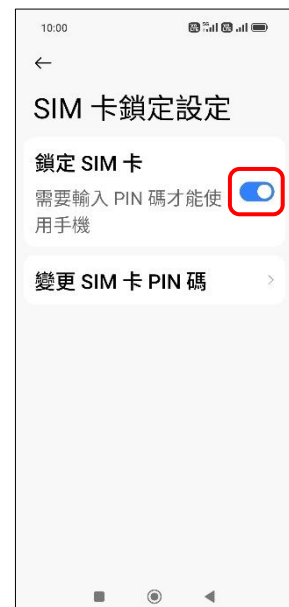 10:00
SIM 卡鎖定設定
鎖定 SIM 卡
需要輸入 PIN 碼才能使
用手機
變更 SIM 卡 PIN 碼